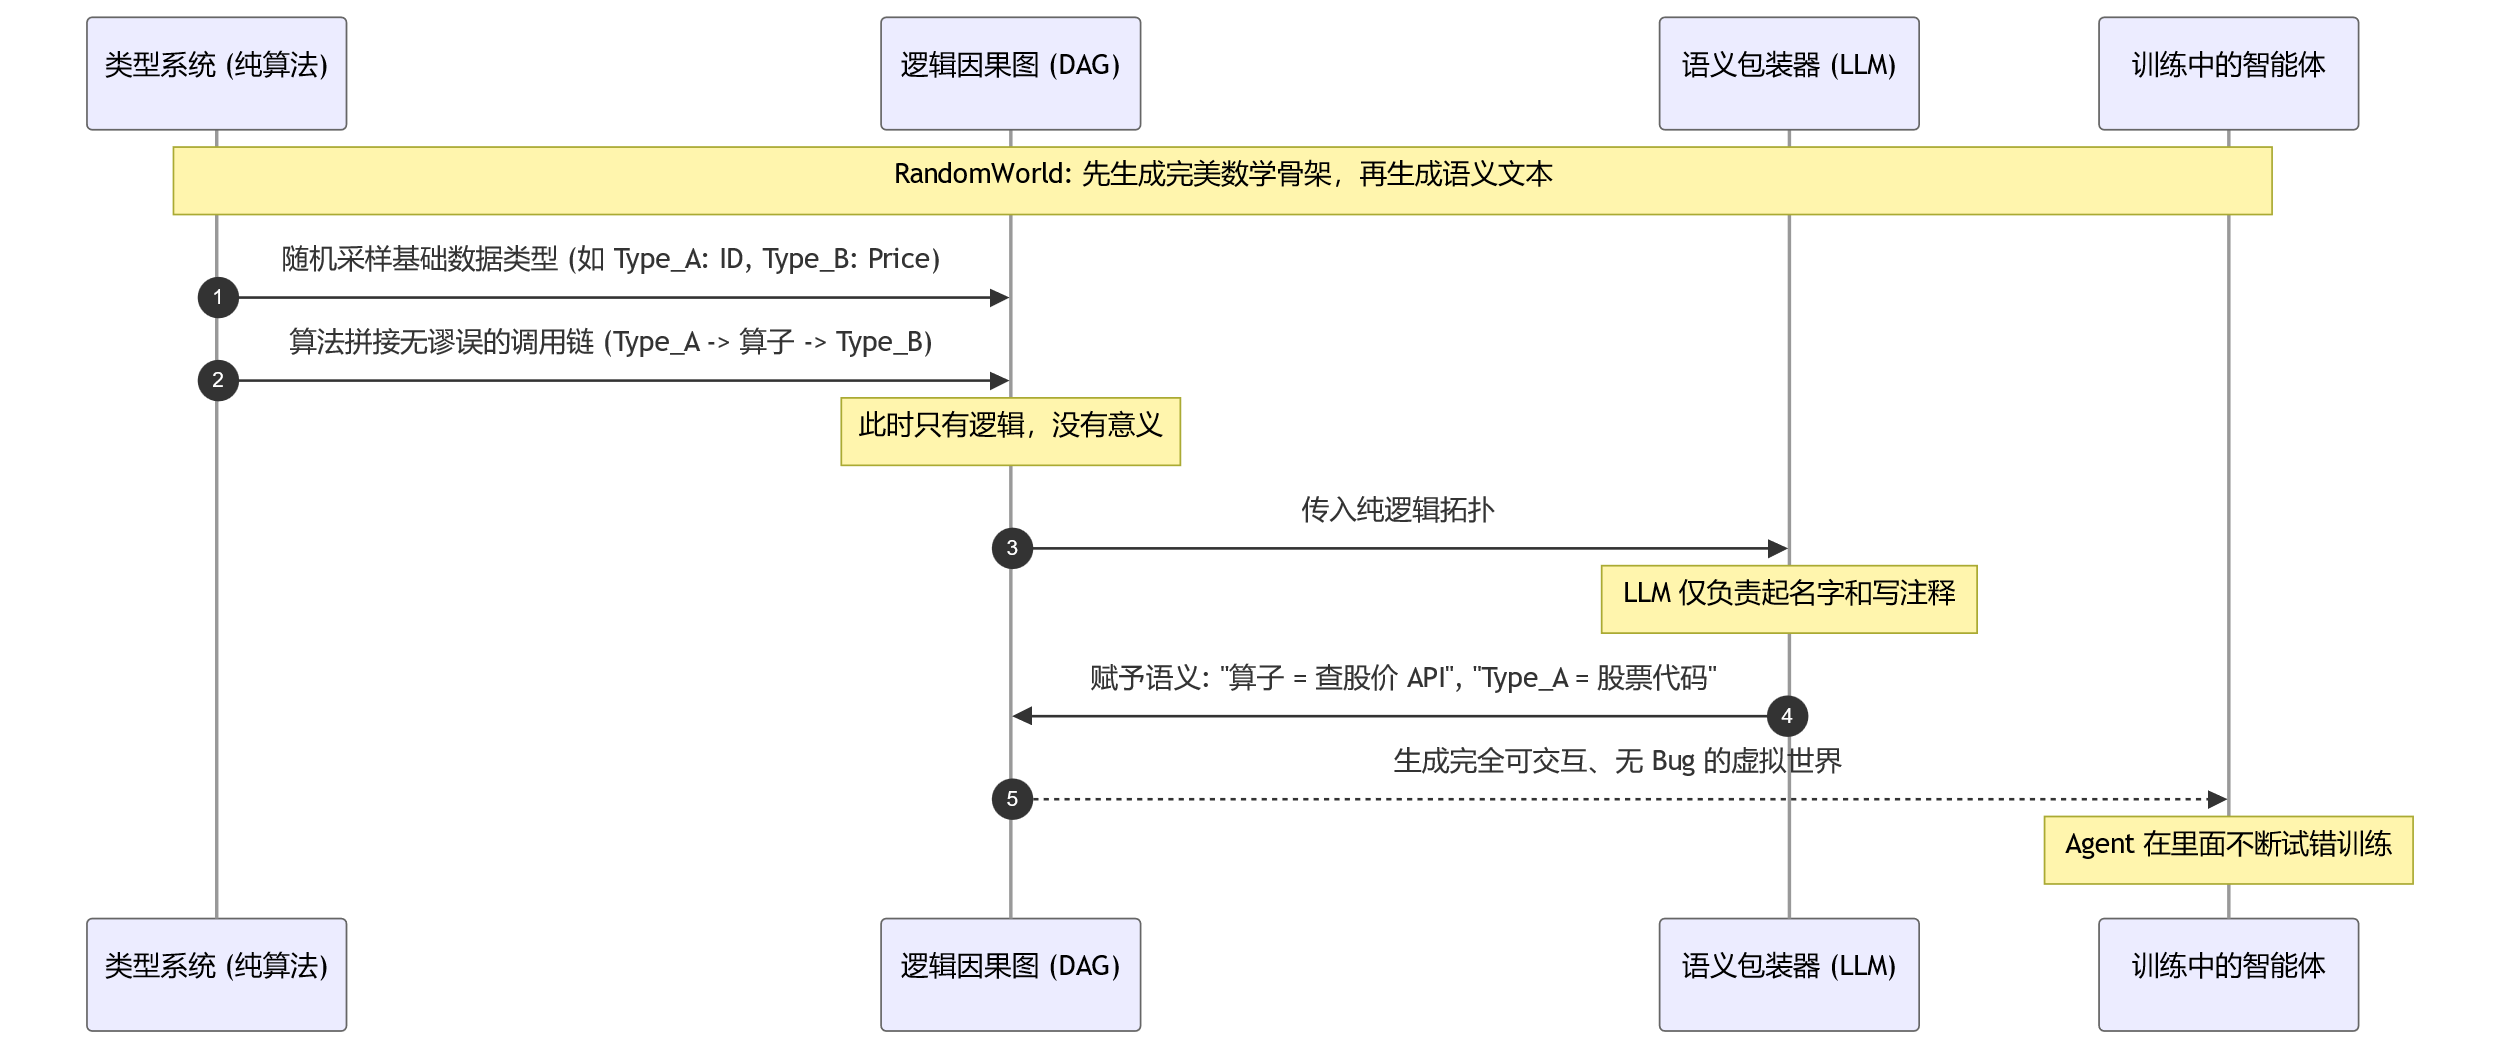 类型系统 (纯算法)
逻辑因果图 (DAG)
语义包装器 (LLM)
训练中的智能体
RandomWorld: 先生成完美数学骨架，再生成语义文本
随机采样基础数据类型 (如 Type_A: ID, Type_B: Price)
1
算法拼接无谬误的调用链 (Type_A -> 算子 -> Type_B)
2
此时只有逻辑，没有意义
传入纯逻辑拓扑
3
LLM 仅负责起名字和写注释
赋予语义: "算子 = 查股价 API", "Type_A = 股票代码"
4
生成完全可交互、无 Bug 的虚拟世界
5
Agent 在里面不断试错训练
类型系统 (纯算法)
逻辑因果图 (DAG)
语义包装器 (LLM)
训练中的智能体